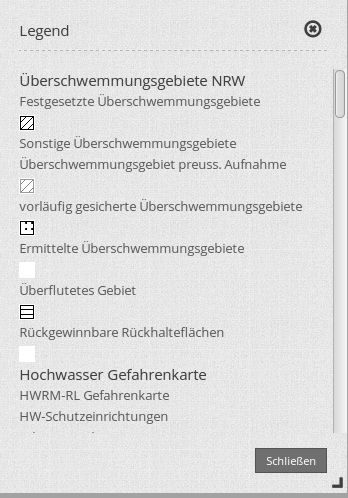 Legend
Überschwemmungsgebiete NRW
Festgesetzte Überschwemmungsgebiete
Sonstige Überschwemmungsgebiete
Überschwemmungsgebiet preuss. Aufnahme
vorläufig gesicherte Überschwemmungsgebiete
Ermittelte Überschwemmungsgebiete
Überflutetes Gebiet
Rückgewinnbare Rückhalteflächen
Hochwasser Gefahrenkarte
HWRM-RL Gefahrenkarte
HW-Schutzeinrichtungen
Schließen